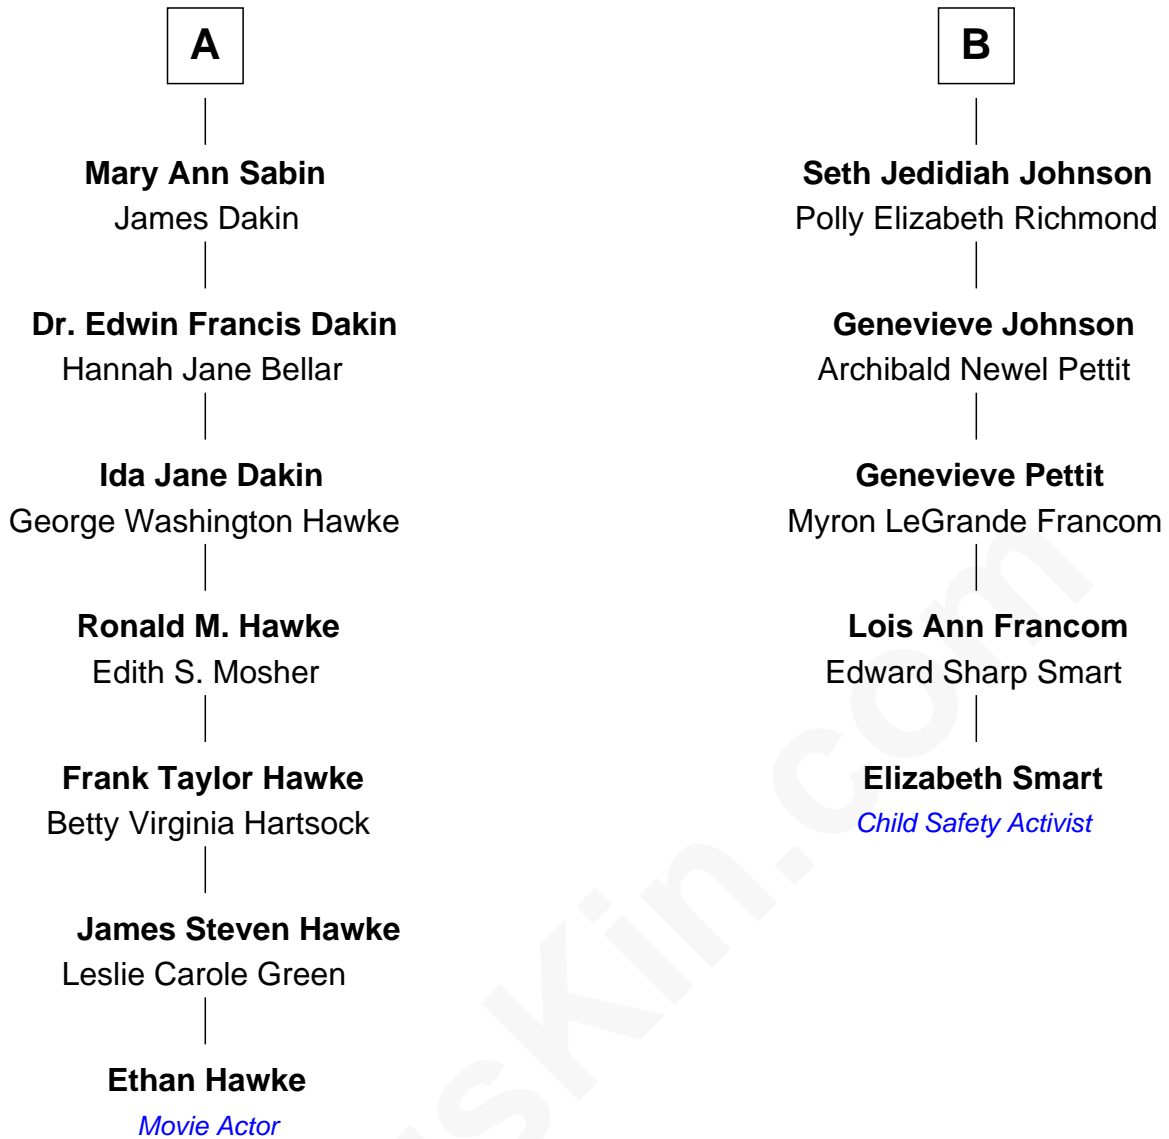 A
Mary Ann Sabin
James Dakin
Dr. Edwin Francis Dakin
Hannah Jane Bellar
Ida Jane Dakin
George Washington Hawke
Ronald M. Hawke
Edith S. Mosher
Frank Taylor Hawke
Betty Virginia Hartsock
James Steven Hawke
Leslie Carole Green
Ethan Hawke
Movie Actor
B
Seth Jedidiah Johnson
Polly Elizabeth Richmond
Genevieve Johnson
Archibald Newel Pettit
Genevieve Pettit
Myron LeGrande Francom
Lois Ann Francom
Edward Sharp Smart
Elizabeth Smart
Child Safety Activist